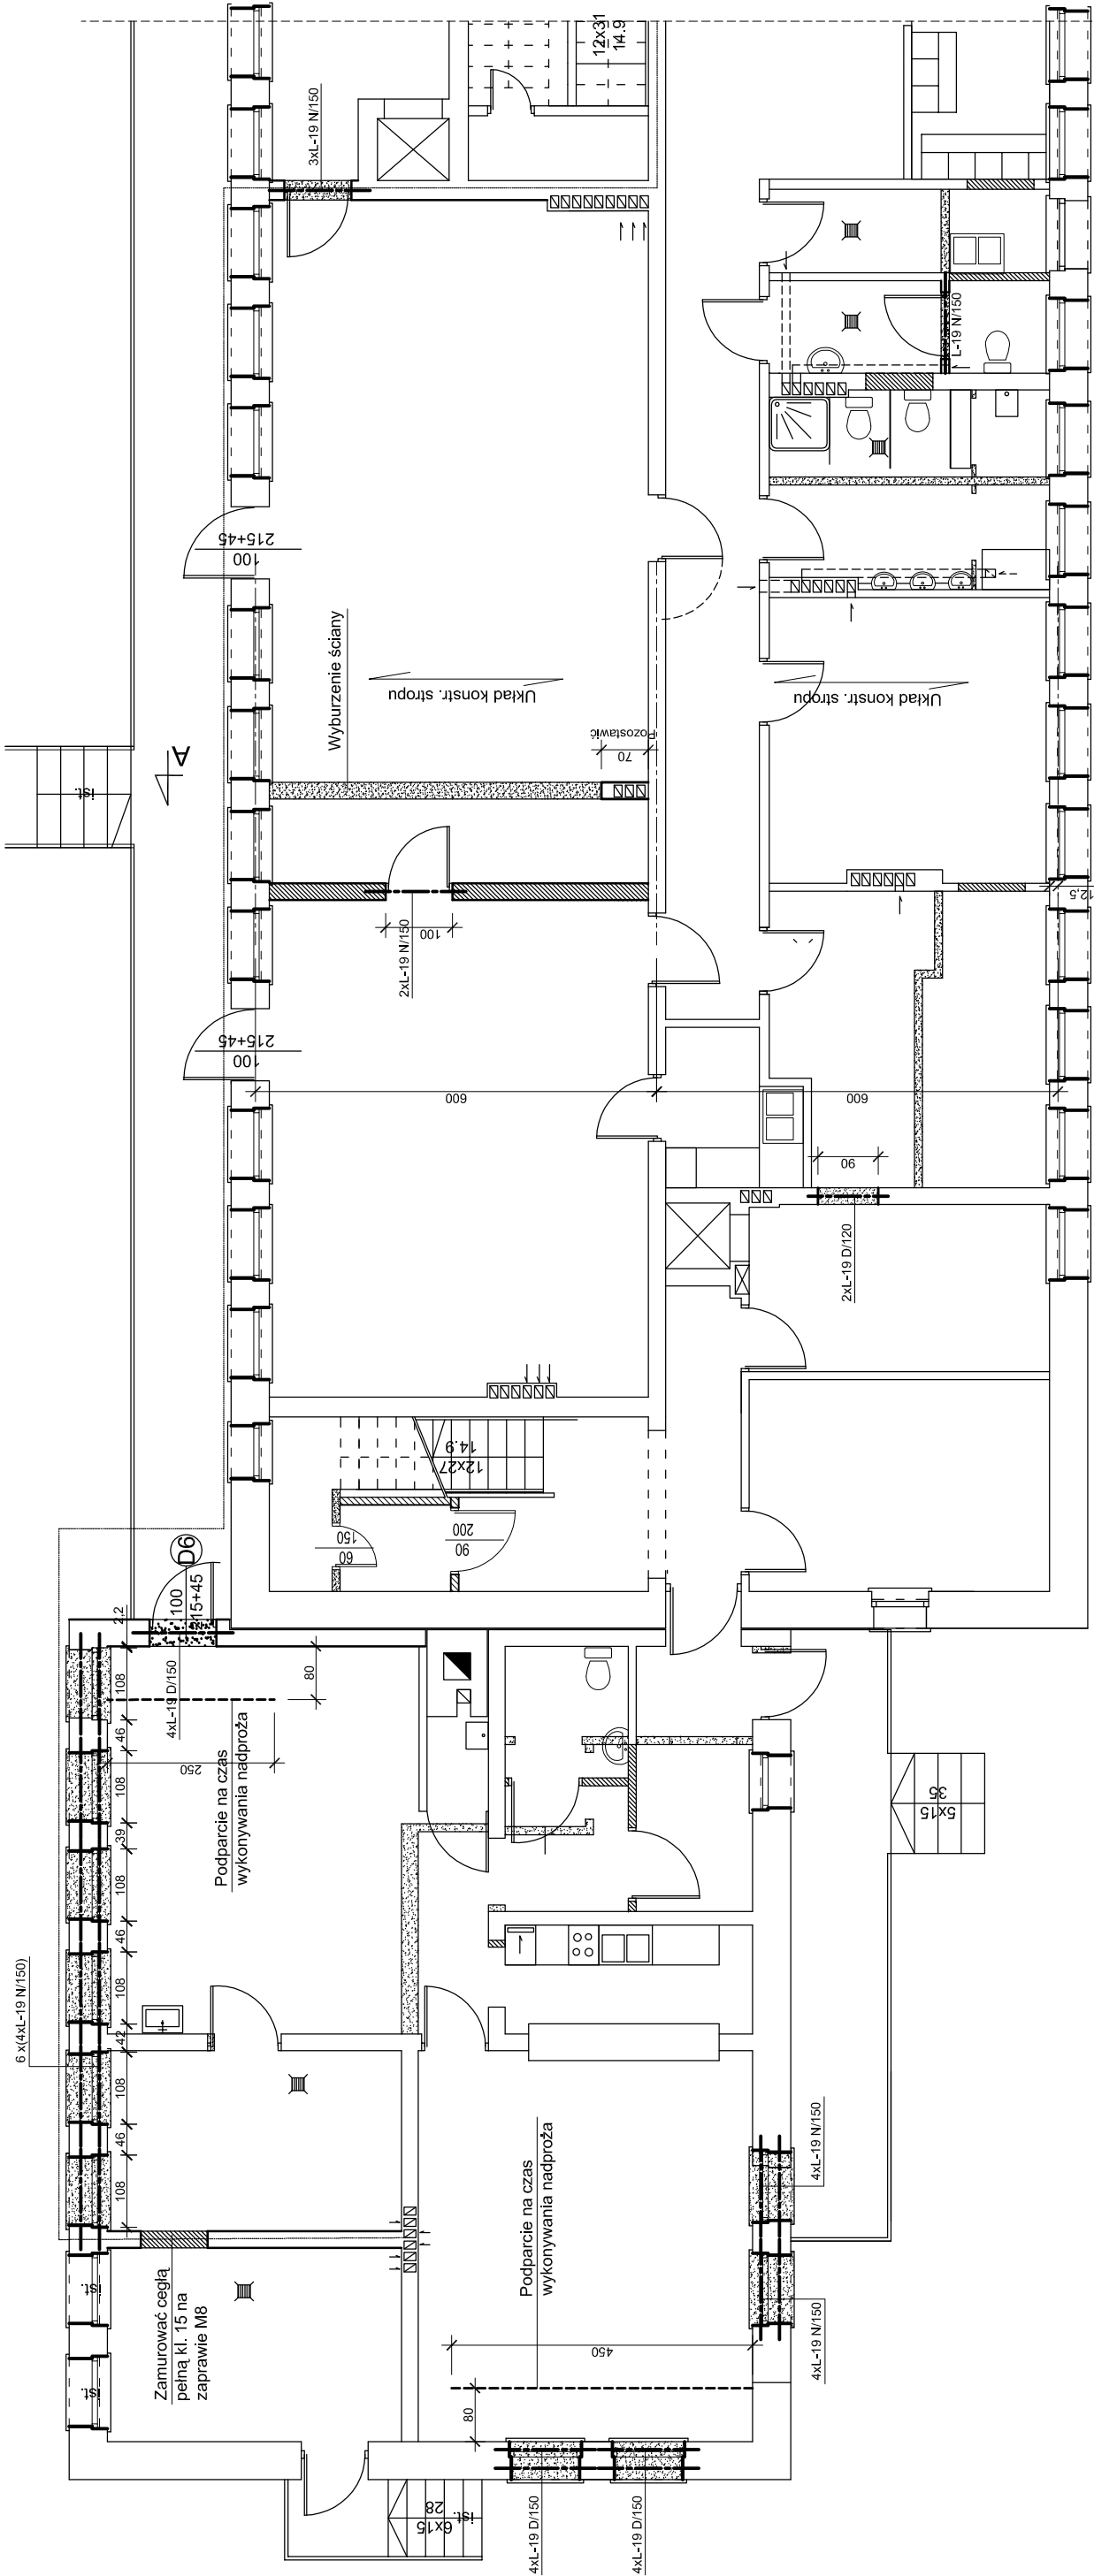 12x31
14.9
3xL-19 N/150
L-19 N/150
100
215+45
Wyburzenie ściany
Układ konstr. stropu
Układ konstr. stropu
Pozostawić
70
ist.
A
2xL-19 N/150
100
12,5
100
215+45
600
600
90
2xL-19 D/120
12x27
14.9
60
150
90
200
D6
100
215+45
2,2
4xL-19 D/150
80
250
Podparcie na czas
wykonywania nadproża
108
46
108
39
108
46
108
42
108
46
108
6 x(4xL-19 N/150)
5x15
35
Zamurować cegłą
pełną kl. 15 na
zaprawie M8
ist.
ist.
Podparcie na czas
wykonywania nadproża
4xL-19 N/150
4xL-19 N/150
450
80
6x15
28
ist.
4xL-19 D/150
4xL-19 D/150